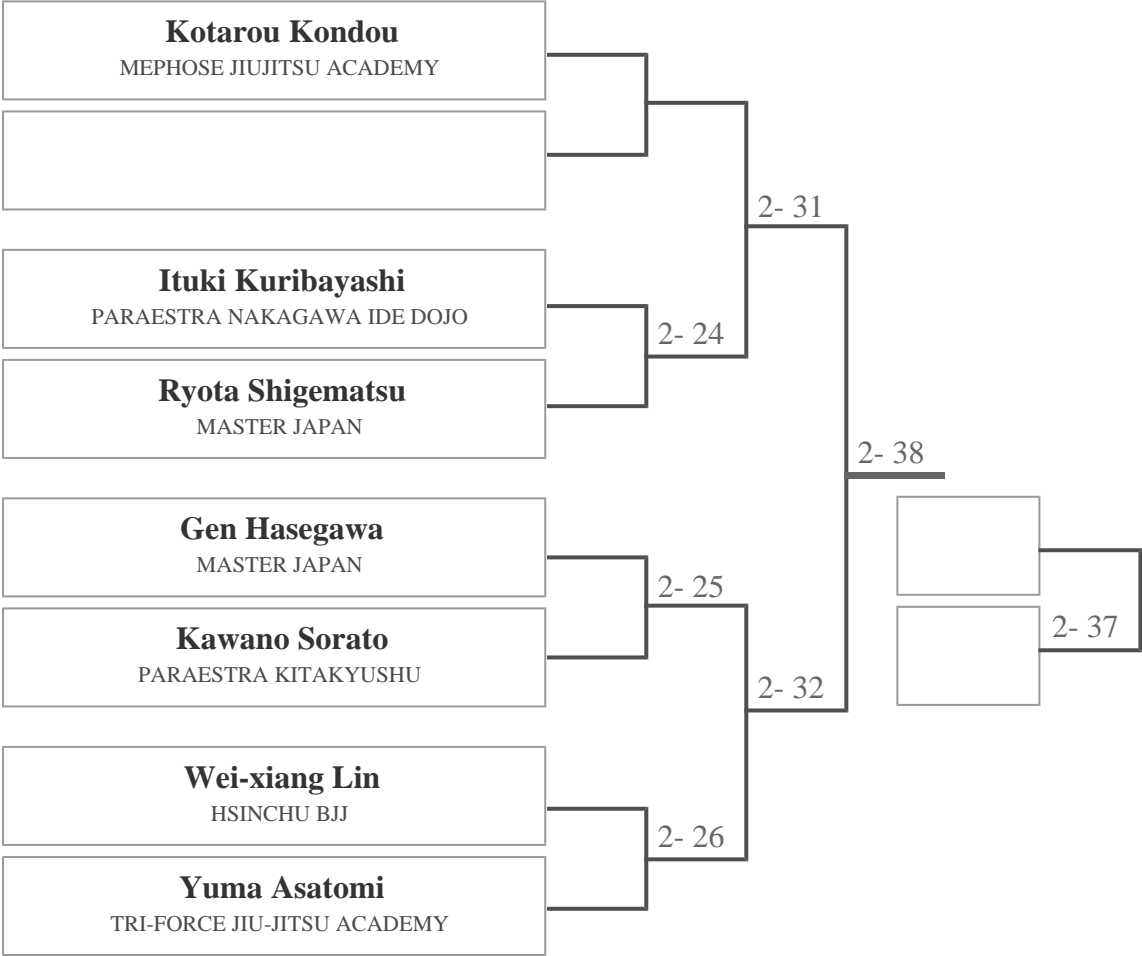 Kotarou Kondou
MEPHOSE JIUJITSU ACADEMY
2- 31
Ituki Kuribayashi
PARAESTRA NAKAGAWA IDE DOJO
2- 24
Ryota Shigematsu
MASTER JAPAN
2- 38
Gen Hasegawa
MASTER JAPAN
2- 25
Kawano Sorato
PARAESTRA KITAKYUSHU
2- 37
2- 32
Wei-xiang Lin
HSINCHU BJJ
2- 26
Yuma Asatomi
TRI-FORCE JIU-JITSU ACADEMY